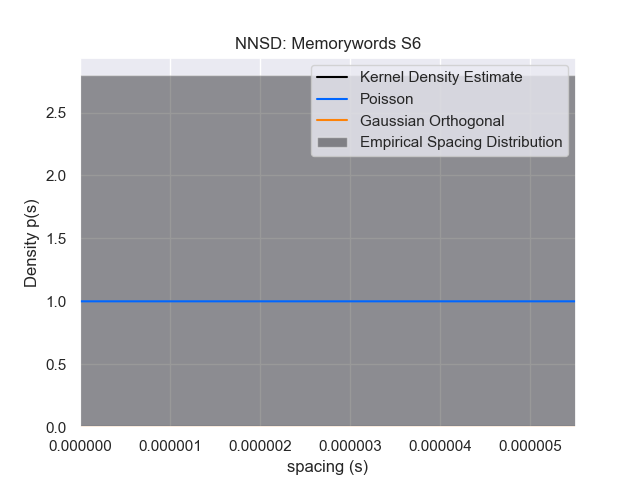 NNSD: Memorywords S6
Kernel Density Estimate
Poisson
Gaussian Orthogonal
Empirical Spacing Distribution
Density p(s)
2.5
2.0
1.5
1.0
0.5
0.0
0.000000 0.000001 0.000002 0.000003 0.000004 0.000005
spacing (s)